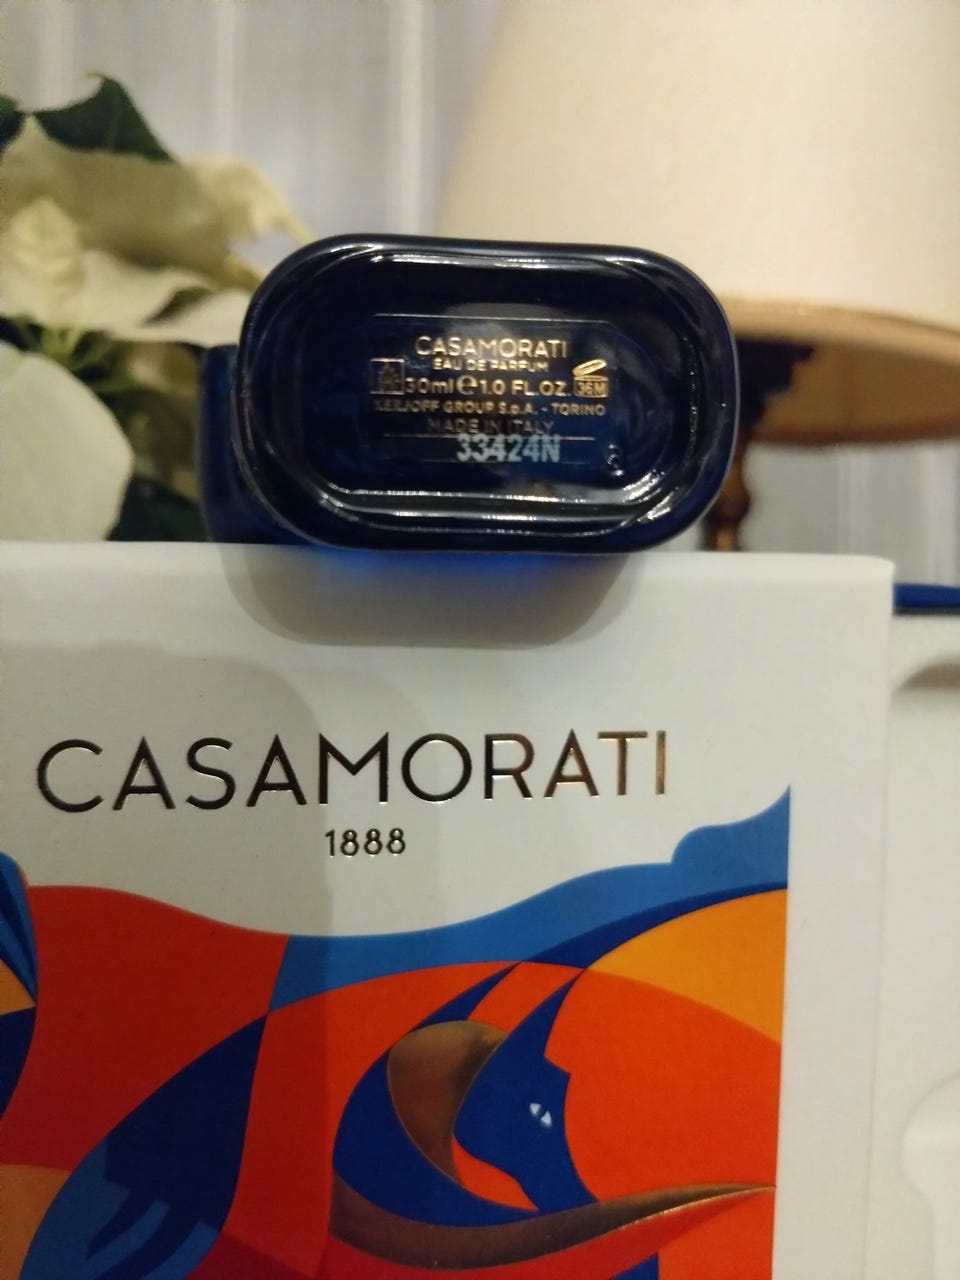 CASAMORATI
EAU DE PARFUM
30ml ℮ 1.0 FL.OZ. 36M
XERJOFF GROUP S.p.A. - TORINO
MADE IN ITALY
33424N
CASAMORATI
1888